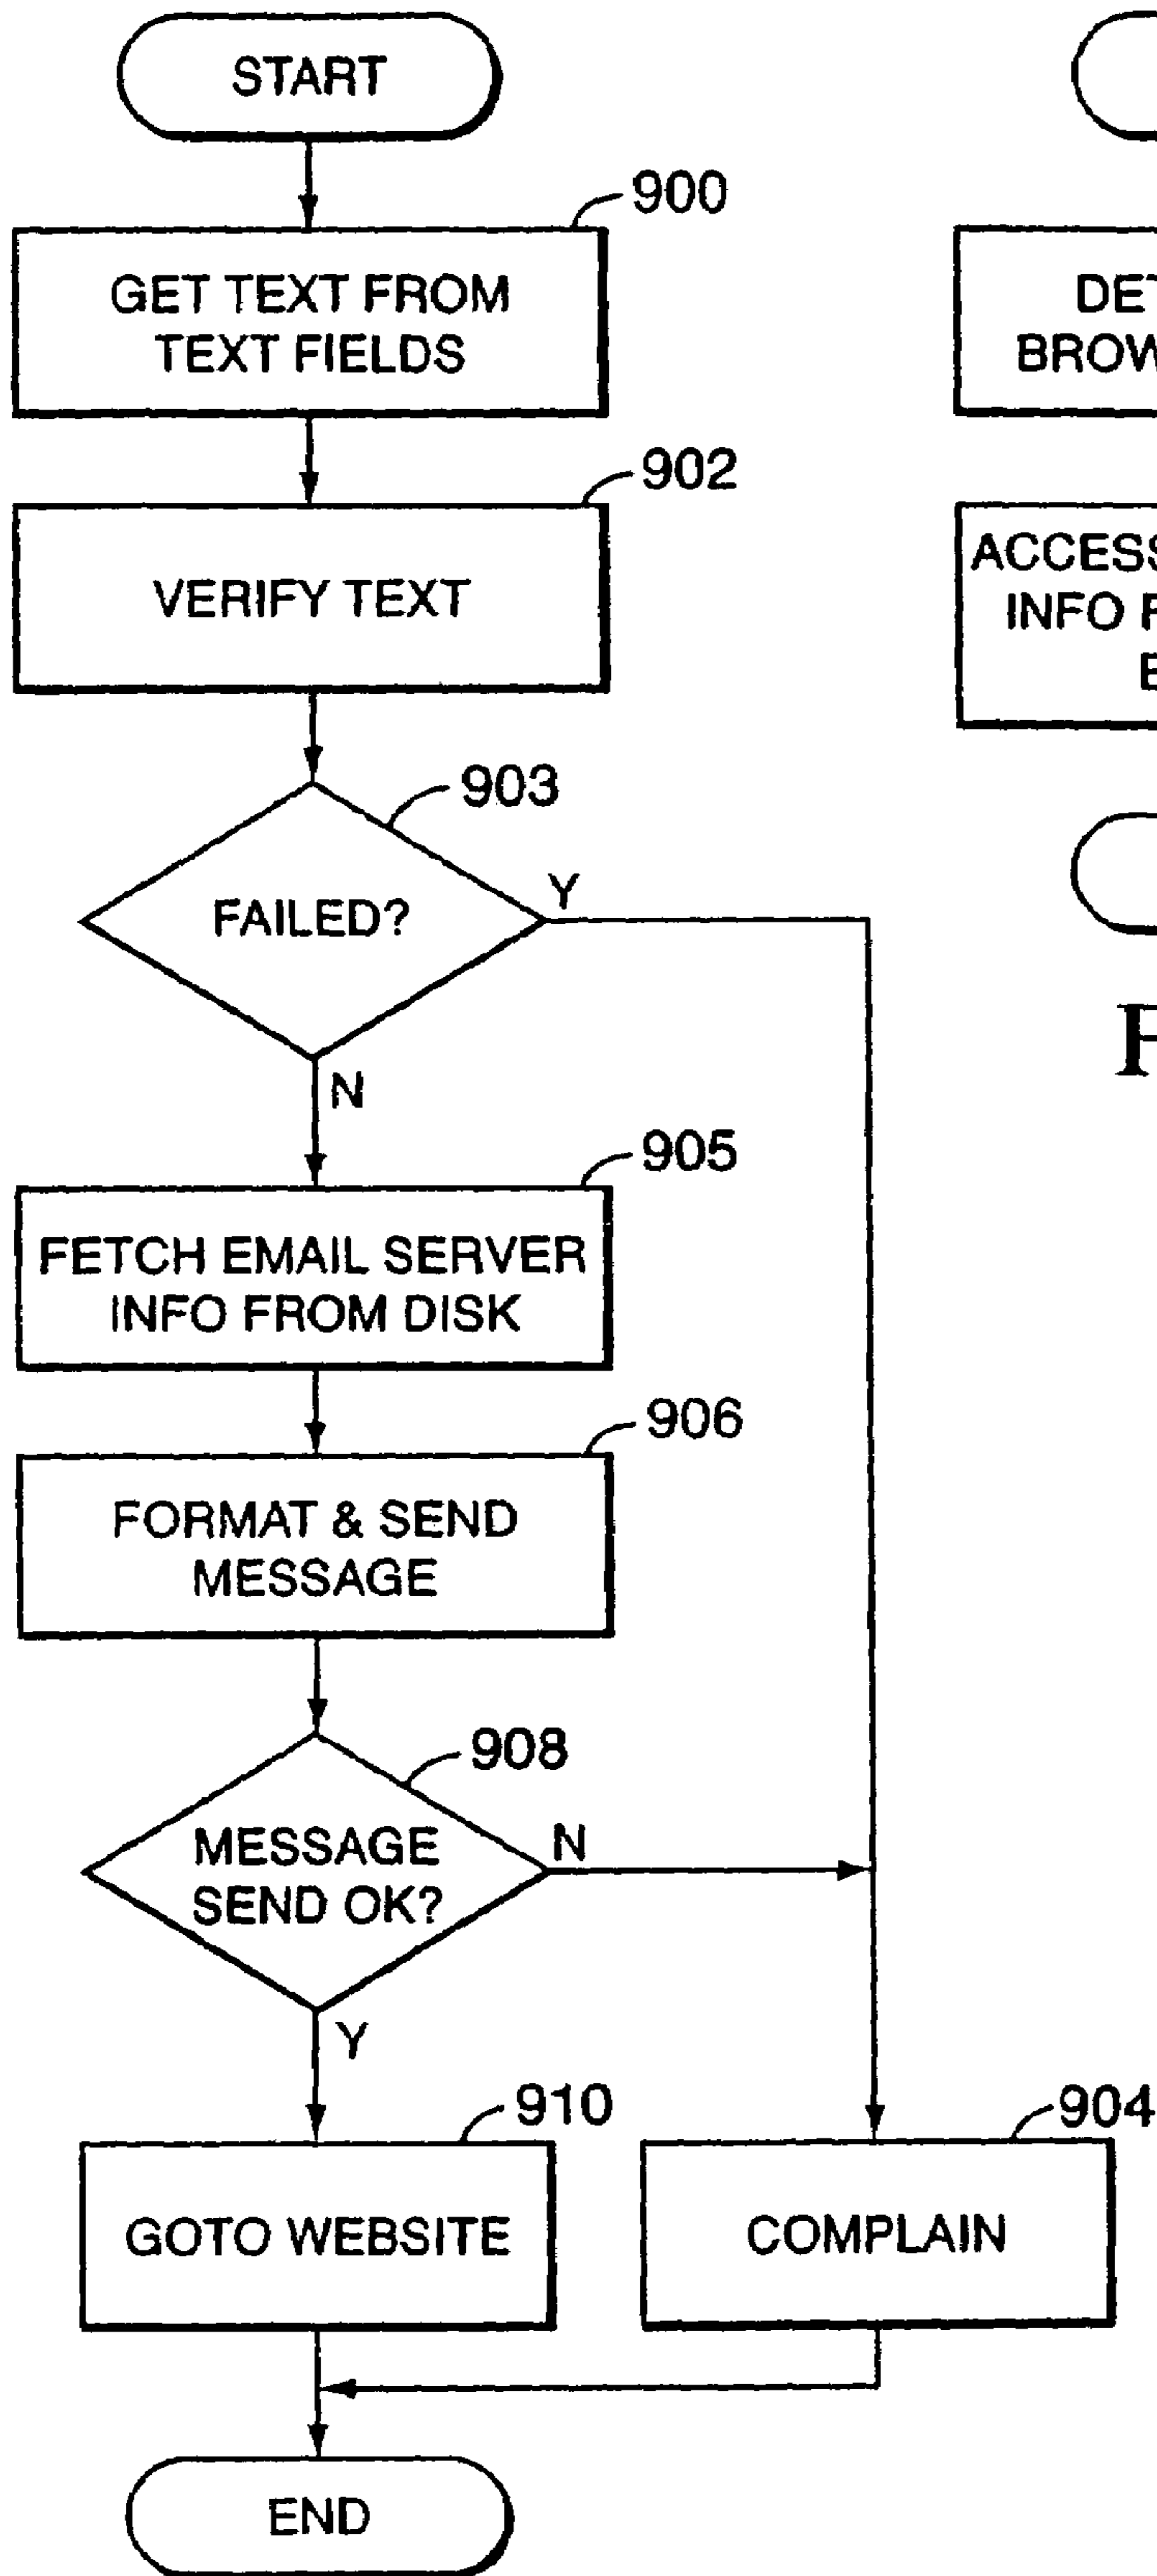 START
900
GET TEXT FROM
TEXT FIELDS
902
VERIFY TEXT
903
FAILED?
Y
N
905
FETCH EMAIL SERVER
INFO FROM DISK
906
FORMAT & SEND
MESSAGE
908
MESSAGE
SEND OK?
N
Y
910
GOTO WEBSITE
904
COMPLAIN
END
INFO